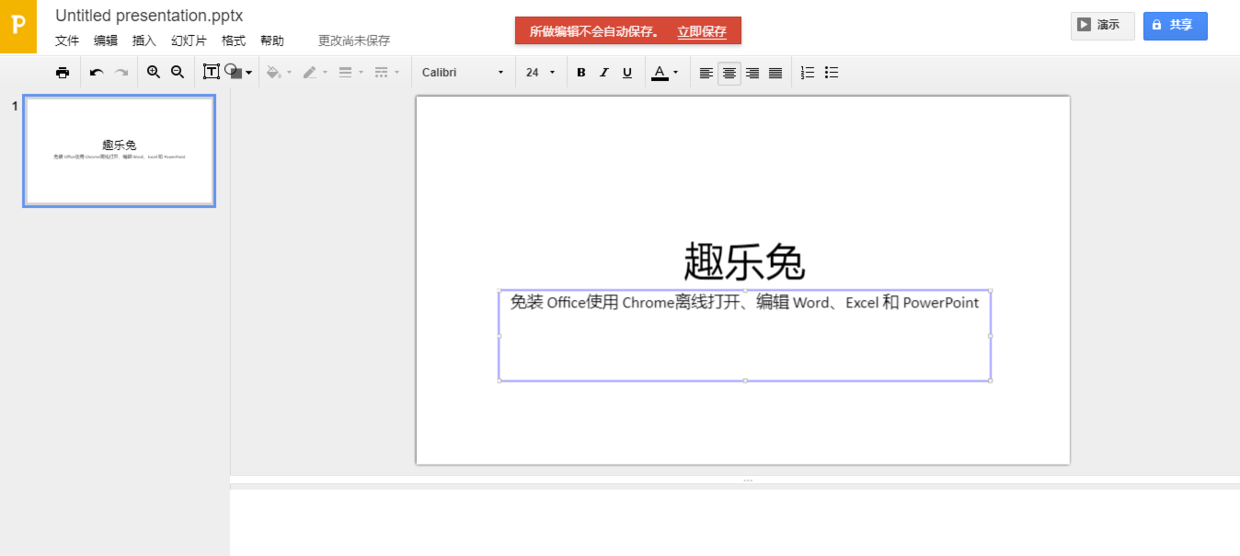 P
Untitled presentation.pptx
文件 编辑 插入 幻灯片 格式 帮助 更改尚未保存
所做编辑不会自动保存。 立即保存
演示
共享
T Calibri 24 B I U A
1
趣乐兔
免装 Office使用 Chrome离线打开、编辑 Word、Excel 和 PowerPoint
趣乐兔
免装 Office使用 Chrome离线打开、编辑 Word、Excel 和 PowerPoint